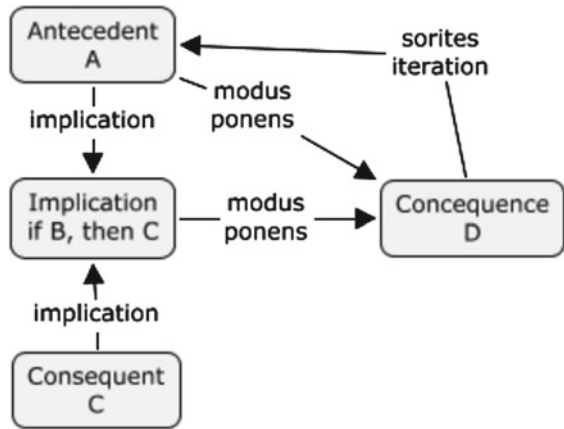 Antecedent
A
sorites
iteration
modus
ponens
implication
Implication
if B, then C
modus
ponens
Concequence
D
implication
Consequent
C